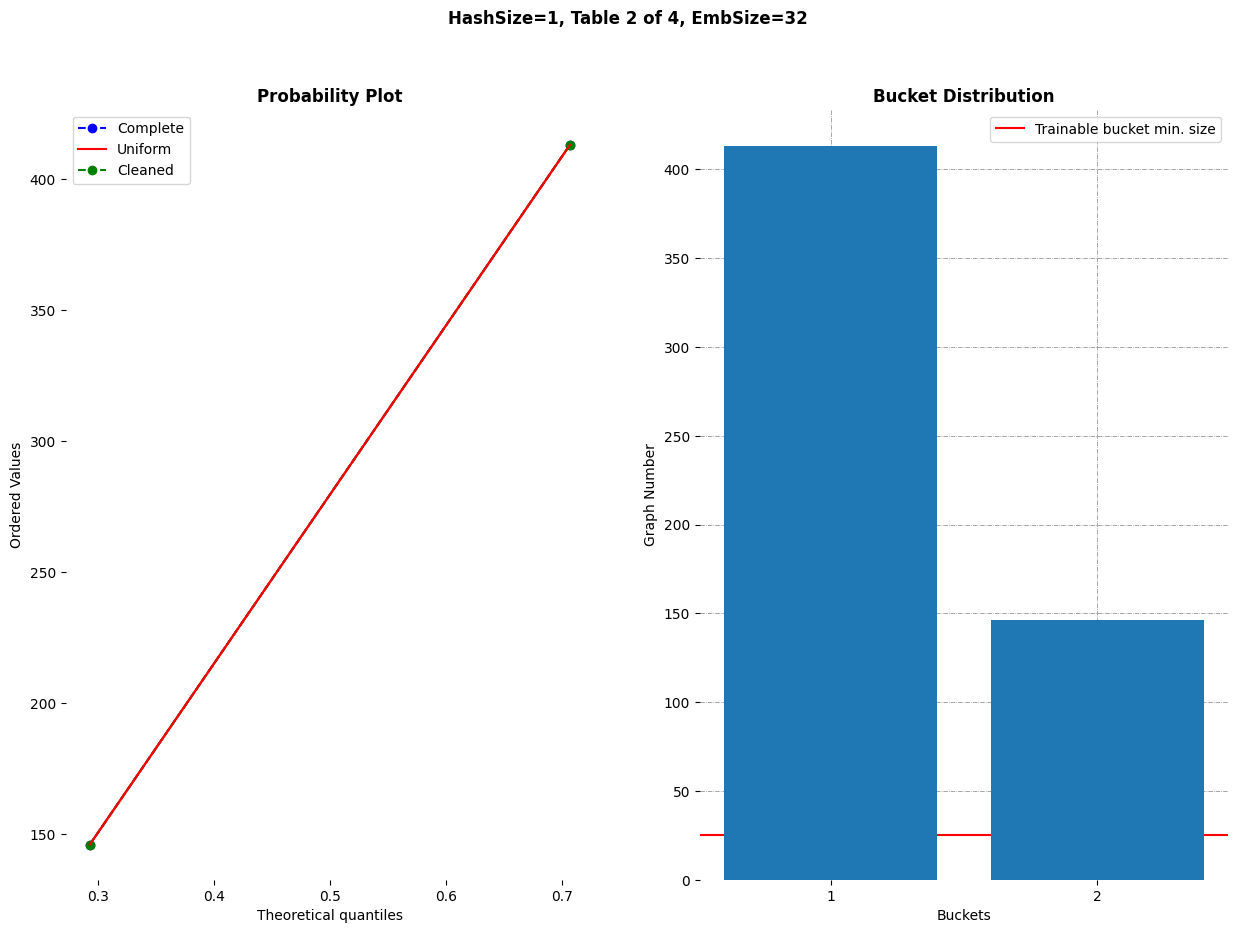 HashSize=1, Table 2 of 4, EmbSize=32
Probability Plot
Complete
Uniform
Cleaned
400
350
300
250
200
150
Ordered Values
0.3 0.4 0.5 0.6 0.7
Theoretical quantiles
Bucket Distribution
Trainable bucket min. size
400
350
300
250
200
150
100
50
0
Graph Number
1 2
Buckets